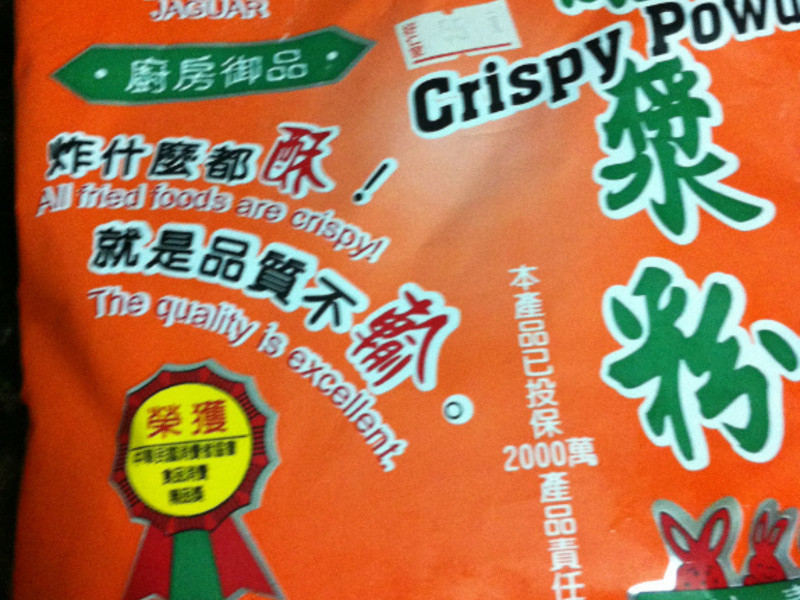 JAGUAR
廚房御品
Crispy Powd
漿粉
炸什麼都酥!
All fried foods are crispy!
就是品質不輸。
The quality is excellent.
本產品已投保
2000萬
產品責任
榮獲